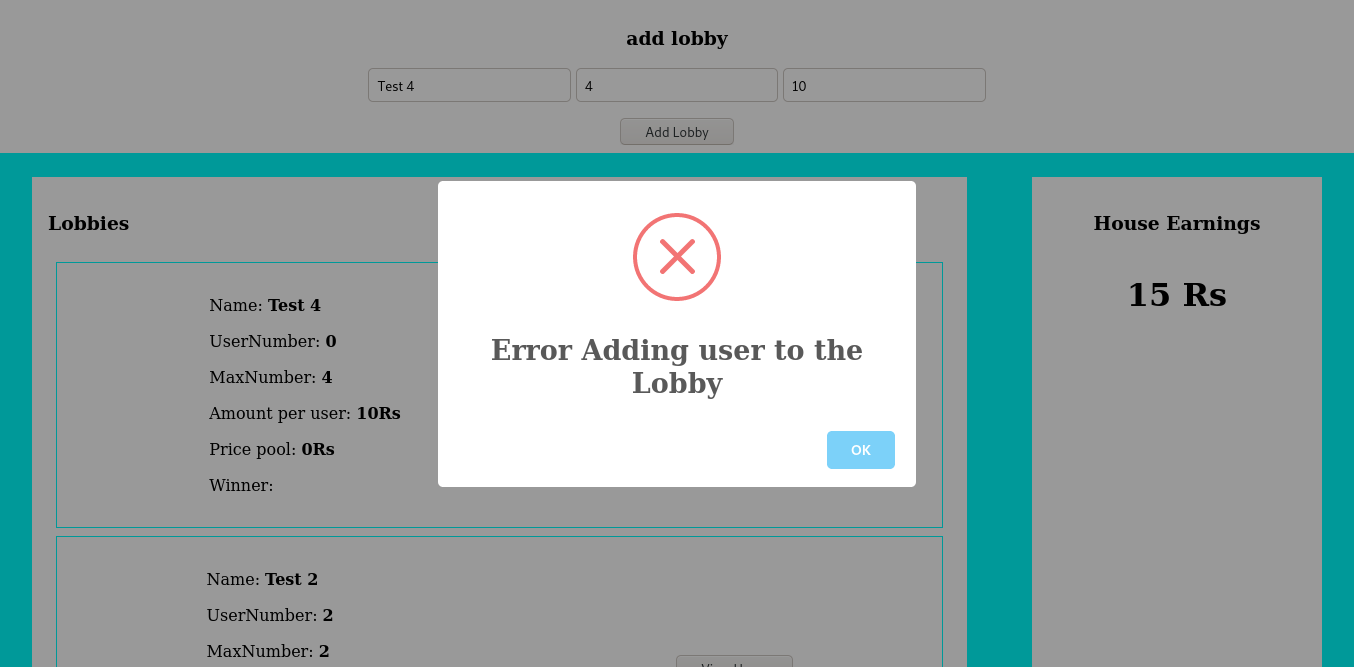 add lobby
Test 4
4
10
Add Lobby
Lobbies
House Earnings
15 Rs
Name: Test 4
UserNumber: 0
MaxNumber: 4
Amount per user: 10Rs
Price pool: 0Rs
Winner:
Error Adding user to the
Lobby
OK
Name: Test 2
UserNumber: 2
MaxNumber: 2